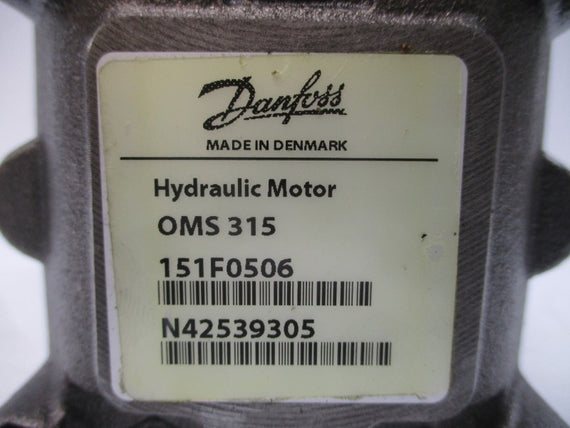 Danfoss
MADE IN DENMARK
Hydraulic Motor
OMS 315
151F0506
N42539305